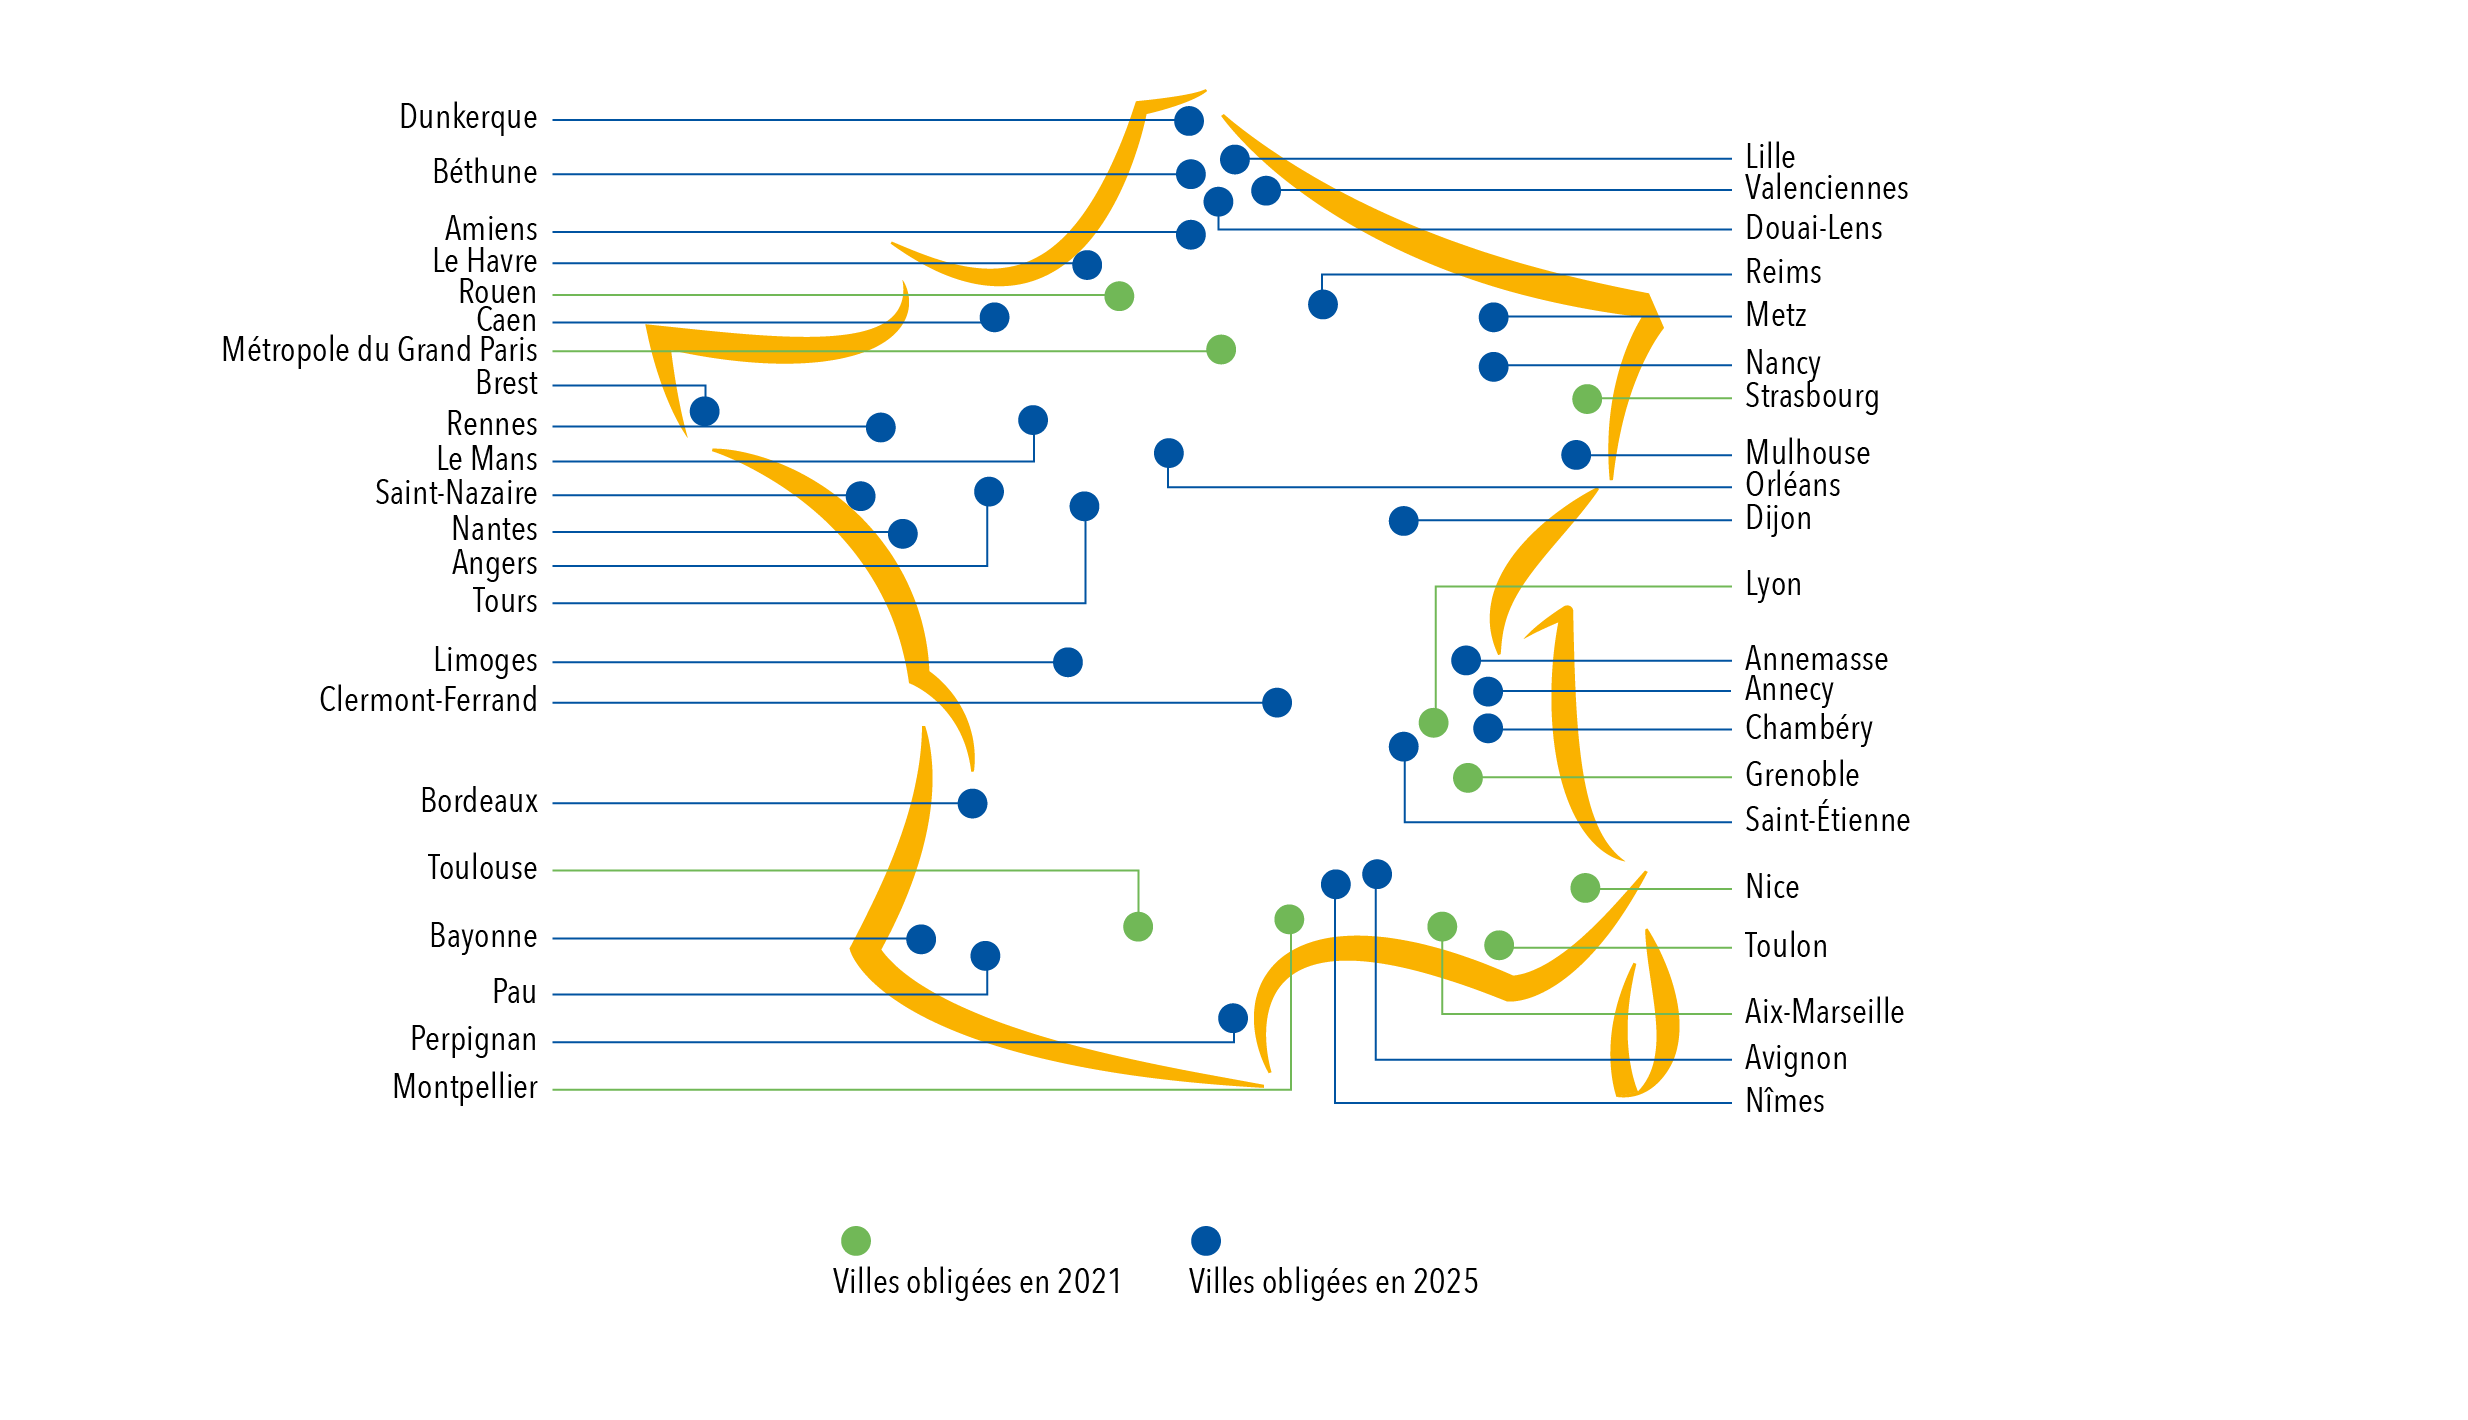 Dunkerque
Béthune
Amiens
Le Havre
Rouen
Caen
Métropole du Grand Paris
Brest
Rennes
Le Mans
Saint-Nazaire
Nantes
Angers
Tours
Limoges
Clermont-Ferrand
Bordeaux
Toulouse
Bayonne
Pau
Perpignan
Montpellier
Lille
Valenciennes
Douai-Lens
Reims
Metz
Nancy
Strasbourg
Mulhouse
Orléans
Dijon
Lyon
Annemasse
Annecy
Chambéry
Grenoble
Saint-Étienne
Nice
Toulon
Aix-Marseille
Avignon
Nîmes
Villes obligées en 2021
Villes obligées en 2025